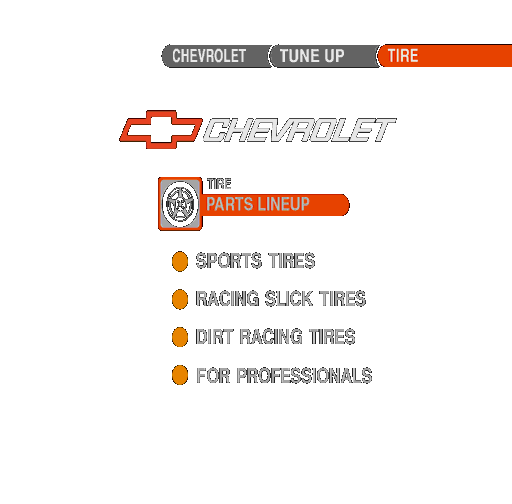 CHEVROLET TUNE UP TIRE
CHEVROLET
TIRE
PARTS LINEUP
SPORTS TIRES
RACING SLICK TIRES
DIRT RACING TIRES
FOR PROFESSIONALS